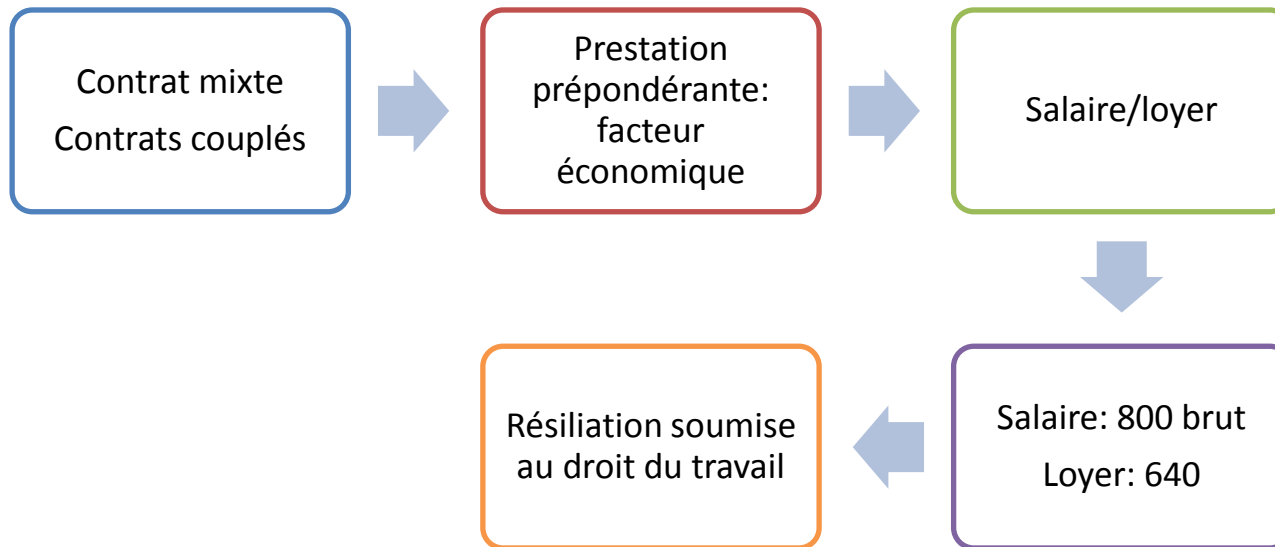 Contrat mixte
Contrats couplés
Prestation
prépondérante:
facteur
économique
Salaire/loyer
Salaire: 800 brut
Loyer: 640
Résiliation soumise
au droit du travail